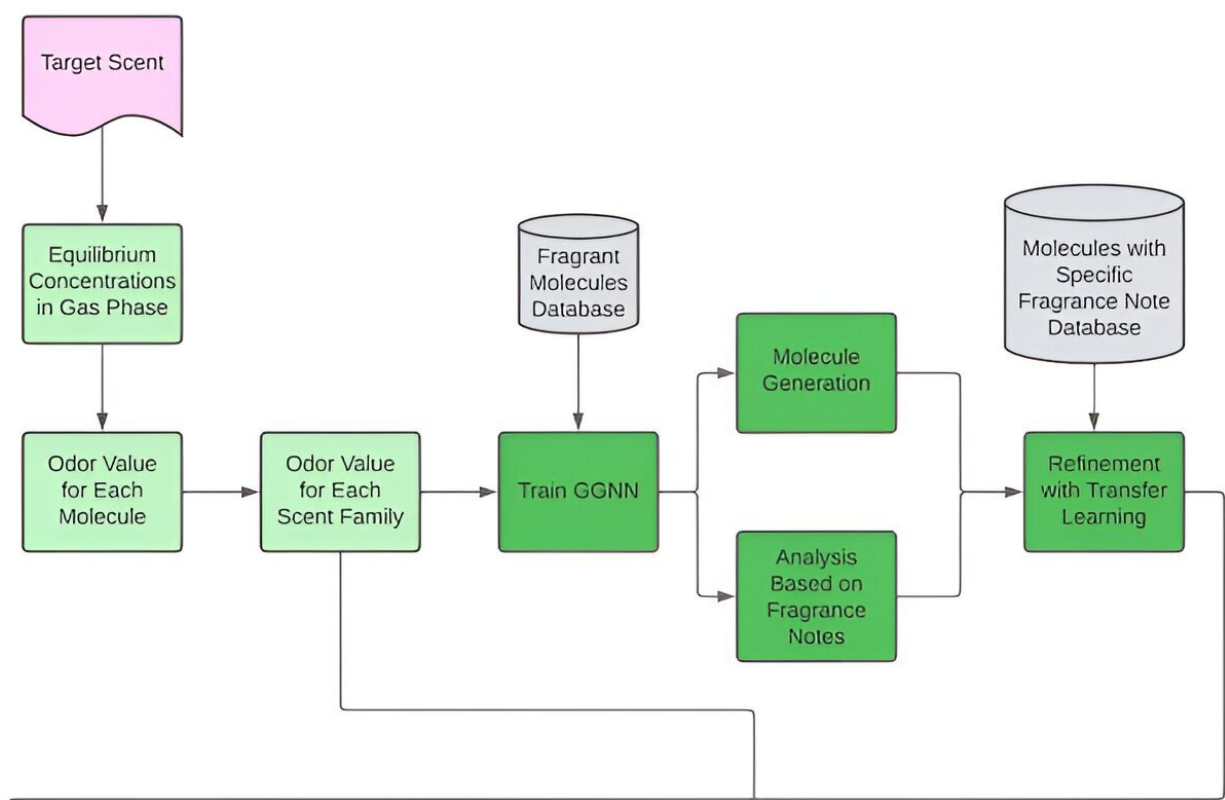 Target Scent
Equilibrium
Concentrations
in Gas Phase
Odor Value
for Each
Molecule
Odor Value
for Each
Scent Family
Fragrant
Molecules
Database
Train GGNN
Molecule
Generation
Analysis
Based on
Fragrance
Notes
Molecules with
Specific
Fragrance Note
Database
Refinement
with Transfer
Learning